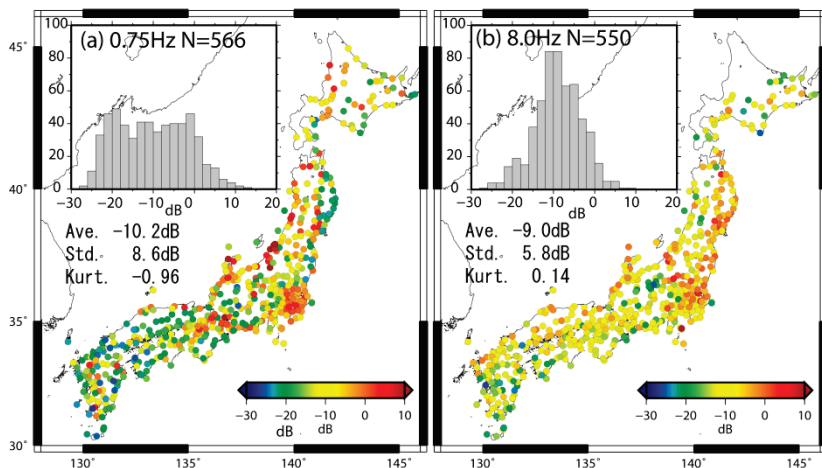 100
80
60
40
20
0
(a) 0.75Hz N=566
−30 −20 −10 0 10 20
dB
Ave. −10.2dB
Std. 8.6dB
Kurt. −0.96
−30 −20 −10 0 10
dB dB
45˚
40˚
35˚
30˚
130˚ 135˚ 140˚ 145˚
100
80
60
40
20
0
(b) 8.0Hz N=550
−30 −20 −10 0 10 20
dB
Ave. −9.0dB
Std. 5.8dB
Kurt. 0.14
−30 −20 −10 0 10
dB
130˚ 135˚ 140˚ 145˚